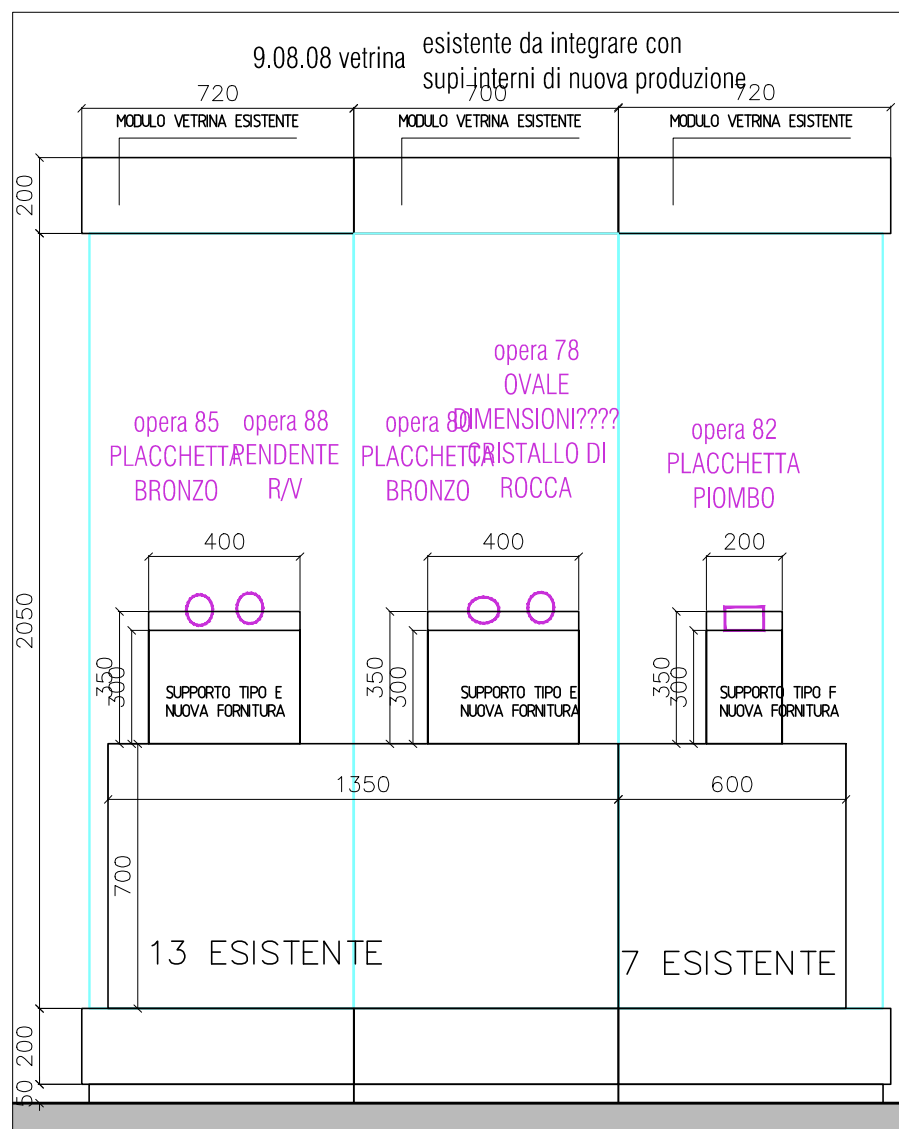 9.08.08 vetrina
esistente da integrare con
supi interni di nuova produzione
720
700
720
MODULO VETRINA ESISTENTE
MODULO VETRINA ESISTENTE
MODULO VETRINA ESISTENTE
200
2050
opera 85
PLACCHETTA
BRONZO
opera 88
PENDENTE
R/V
opera 80
PLACCHETTA
BRONZO
opera 78
OVALE
DIMENSIONI????
CRISTALLO DI
ROCCA
opera 82
PLACCHETTA
PIOMBO
400
400
200
350
300
350
300
350
300
SUPPORTO TIPO E
NUOVA FORNITURA
SUPPORTO TIPO E
NUOVA FORNITURA
SUPPORTO TIPO F
NUOVA FORNITURA
1350
600
700
13 ESISTENTE
7 ESISTENTE
200
50